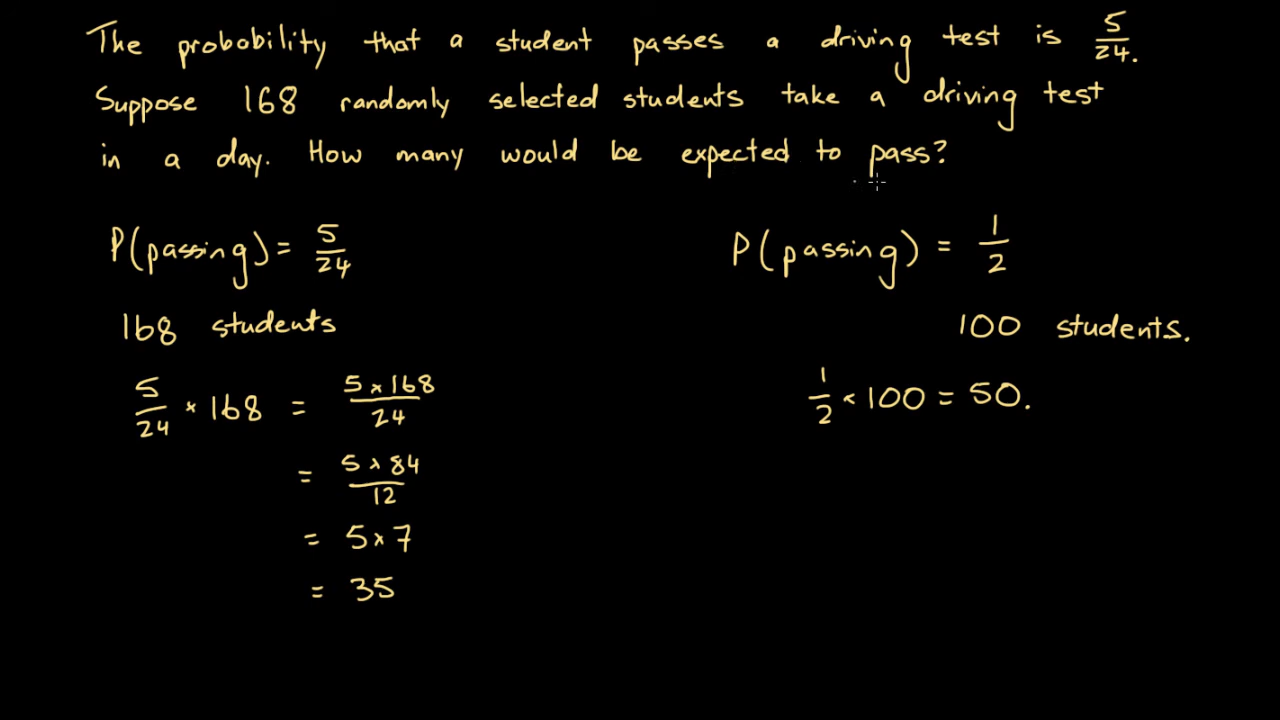 The probobility that a student passes a driving test is 5/24.
Suppose 168 randomly selected students take a driving test
in a day. How many would be expected to pass?
P(passing) = 5/24
168 students
5/24 × 168 = 5 × 168/24
= 5 × 84/12
= 5 × 7
= 35
P(passing) = 1/2
100 students.
1/2 × 100 = 50.